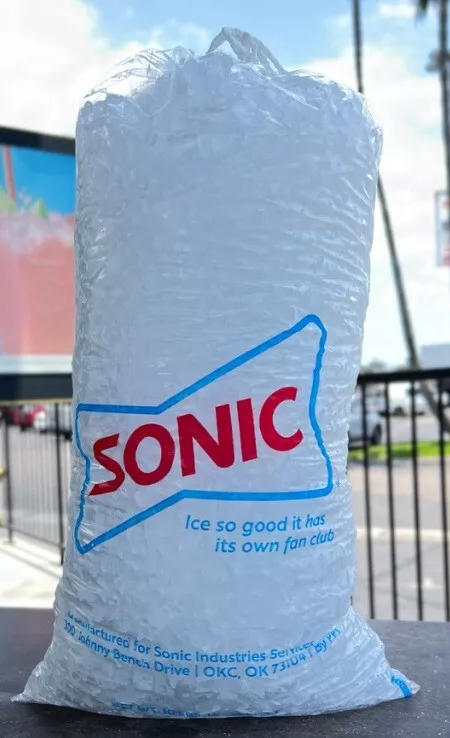 SONIC
Ice so good it has
its own fan club
Manufactured for Sonic Industries Services
300 Johnny Bench Drive | OKC, OK 73104 | By